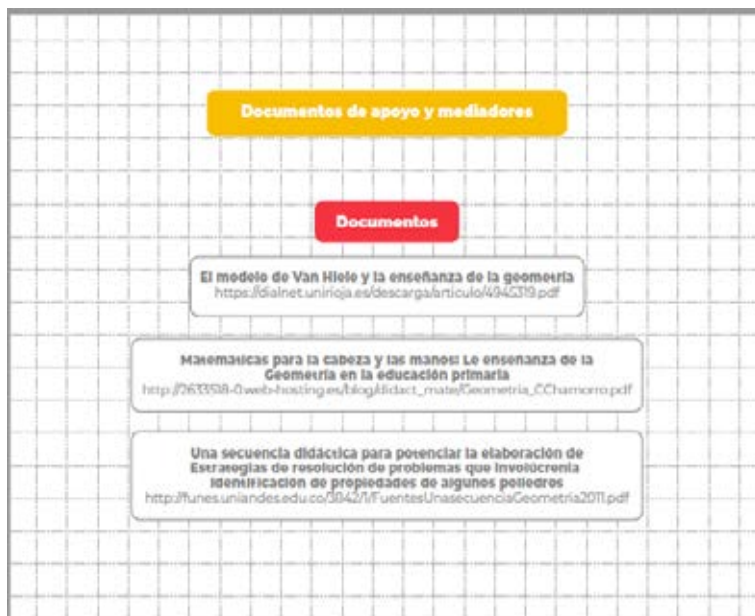 Documentos de apoyo y mediadores
Documentos
El modelo de Van Hiele y la enseñanza de la geometría
https://dialnet.unirioja.es/descarga/articulo/4945319.pdf
Matemáticas para la cabeza y las manos: Le enseñanza de la
Geometría en la educación primaria
http://2633518-0.web-hosting.es/blog/didact_mate/Geometria_CChamorro.pdf
Una secuencia didáctica para potenciar la elaboración de
Estrategias de resolución de problemas que involúcrenla
identificación de propiedades de algunos poliedros
http://funes.uniandes.edu.co/3842/1/FuentesUnasecuenciaGeometria2011.pdf